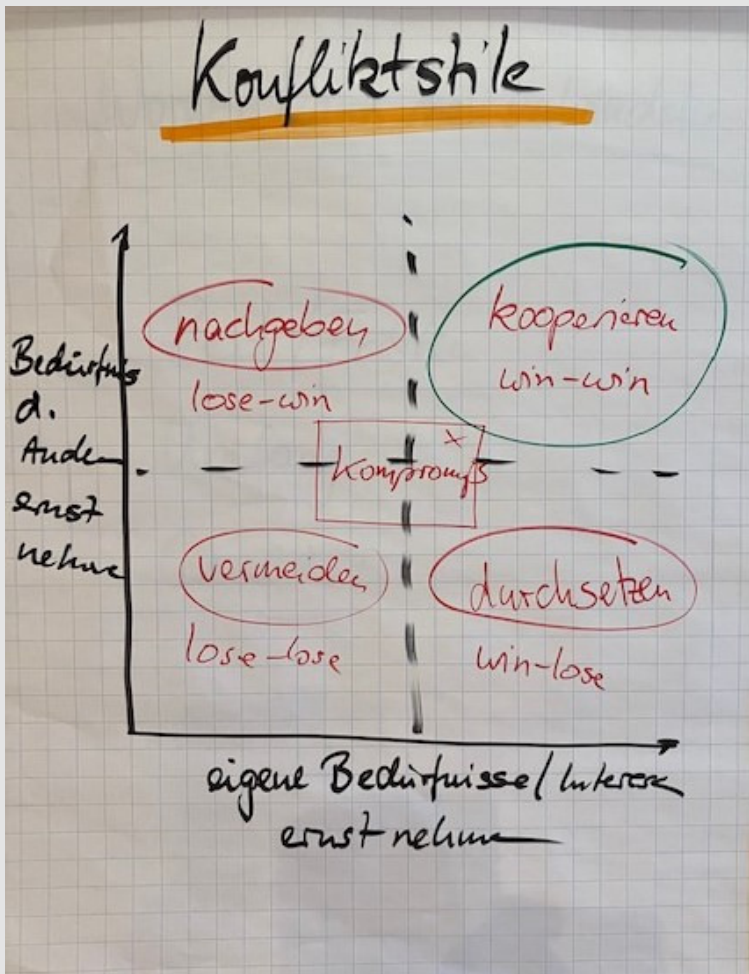 Konfliktstile
nachgeben
lose-win
kooperieren
win-win
Bedürfnis
d.
Anderen
ernst
nehmen
x
Kompromiß
vermeiden
lose-lose
durchsetzen
win-lose
eigene Bedürfnisse/Interessen
ernst nehmen